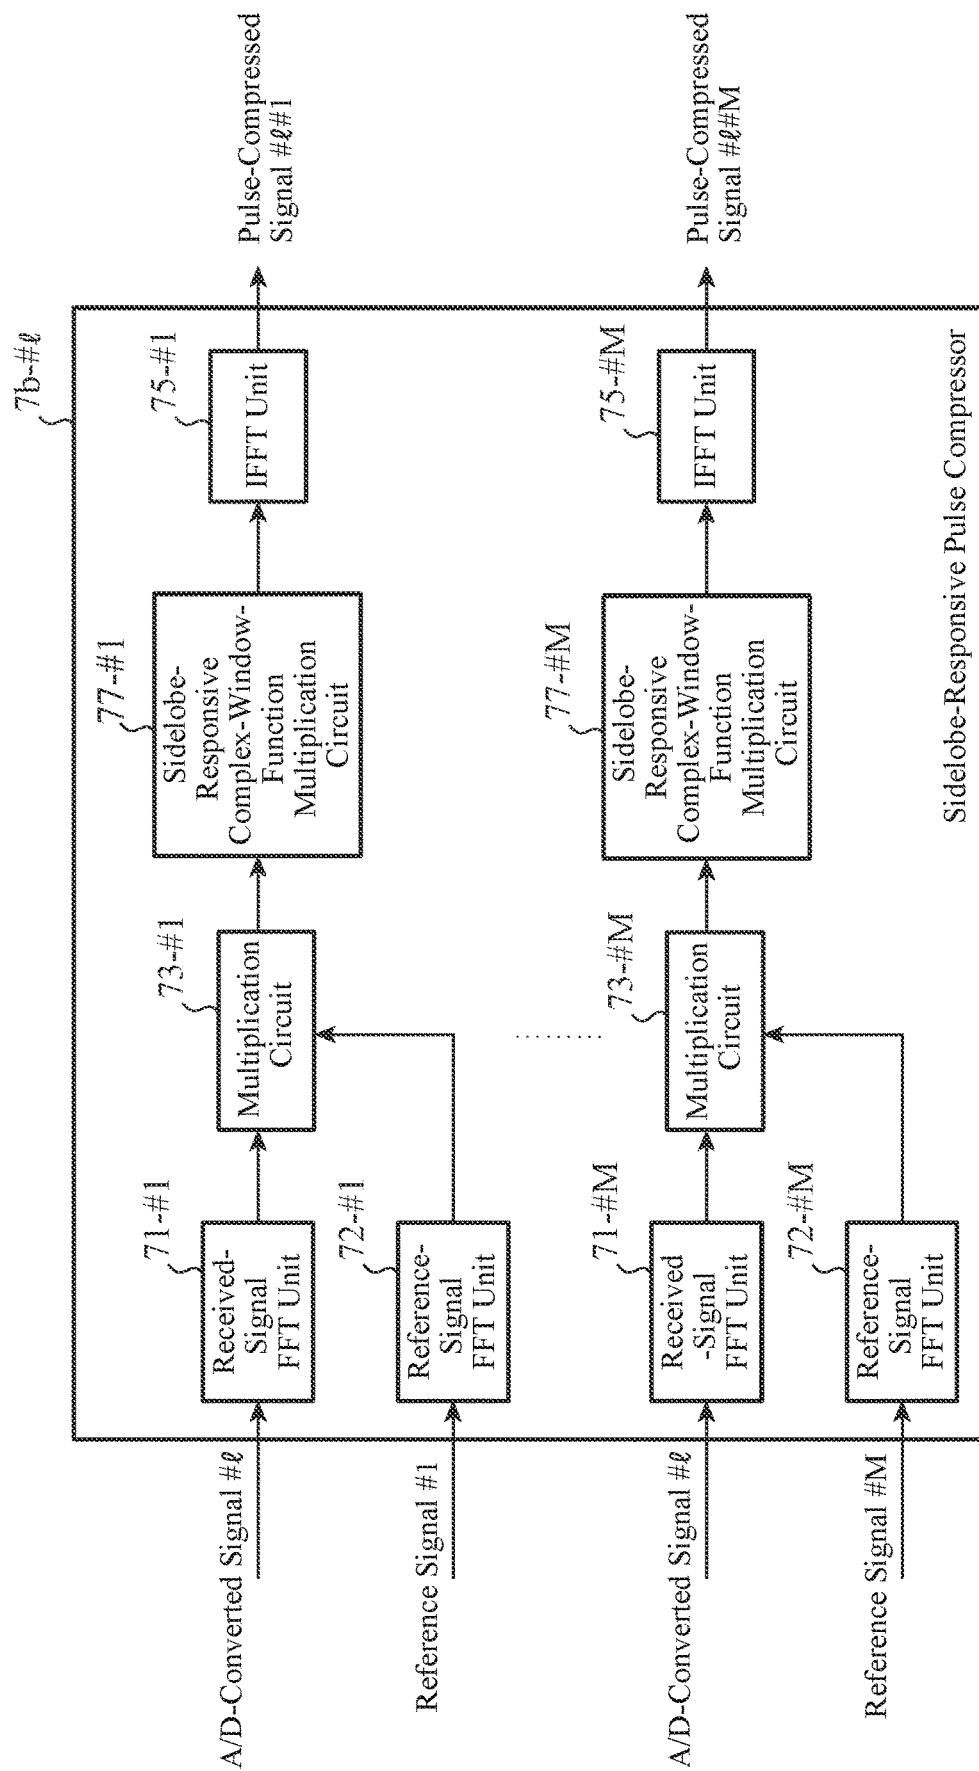 7b-#ℓ
A/D-Converted Signal #ℓ
71-#1
Received-
Signal
FFT Unit
73-#1
Multiplication
Circuit
77-#1
Sidelobe-
Responsive
Complex-Window-
Function
Multiplication
Circuit
75-#1
IFFT Unit
Pulse-Compressed
Signal #ℓ#1
Reference Signal #1
72-#1
Reference-
Signal
FFT Unit
A/D-Converted Signal #ℓ
71-#M
Received
-Signal
FFT Unit
73-#M
Multiplication
Circuit
77-#M
Sidelobe-
Responsive
Complex-Window-
Function
Multiplication
Circuit
75-#M
IFFT Unit
Pulse-Compressed
Signal #ℓ#M
Reference Signal #M
72-#M
Reference-
Signal
FFT Unit
Sidelobe-Responsive Pulse Compressor